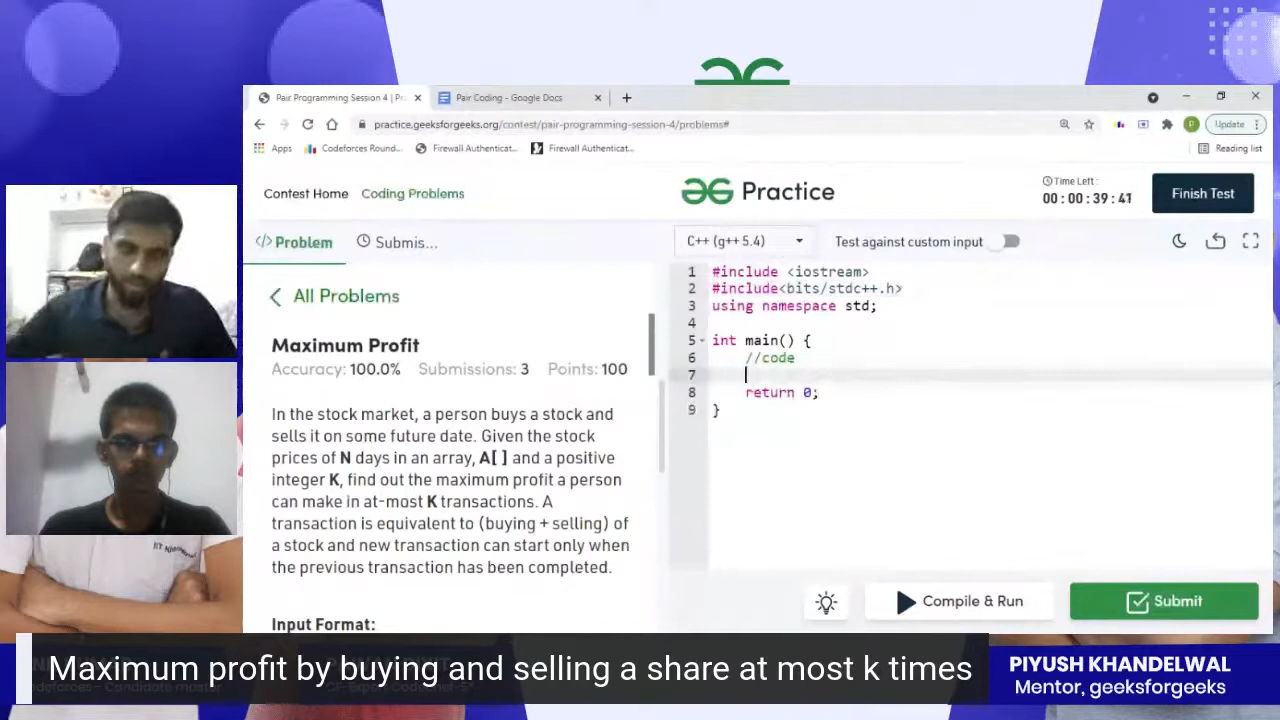 Pair Programming Session 4 | Pr
Pair Coding - Google Docs
practice.geeksforgeeks.org/contest/pair-programming-session-4/problems#
Update
Apps
Codeforces Round...
Firewall Authenticat...
Firewall Authenticat...
Reading list
Contest Home
Coding Problems
Practice
Time Left :
00 : 00 : 39 : 41
Finish Test
</> Problem
Submis...
C++ (g++ 5.4)
Test against custom input
All Problems
Maximum Profit
Accuracy: 100.0% Submissions: 3 Points: 100
In the stock market, a person buys a stock and
sells it on some future date. Given the stock
prices of N days in an array, A[ ] and a positive
integer K, find out the maximum profit a person
can make in at-most K transactions. A
transaction is equivalent to (buying + selling) of
a stock and new transaction can start only when
the previous transaction has been completed.
Input Format:
1 #include <iostream>
2 #include<bits/stdc++.h>
3 using namespace std;
4
5 int main() {
6 //code
7
8 return 0;
9 }
Compile & Run
Submit
Maximum profit by buying and selling a share at most k times
PIYUSH KHANDELWAL
Mentor, geeksforgeeks